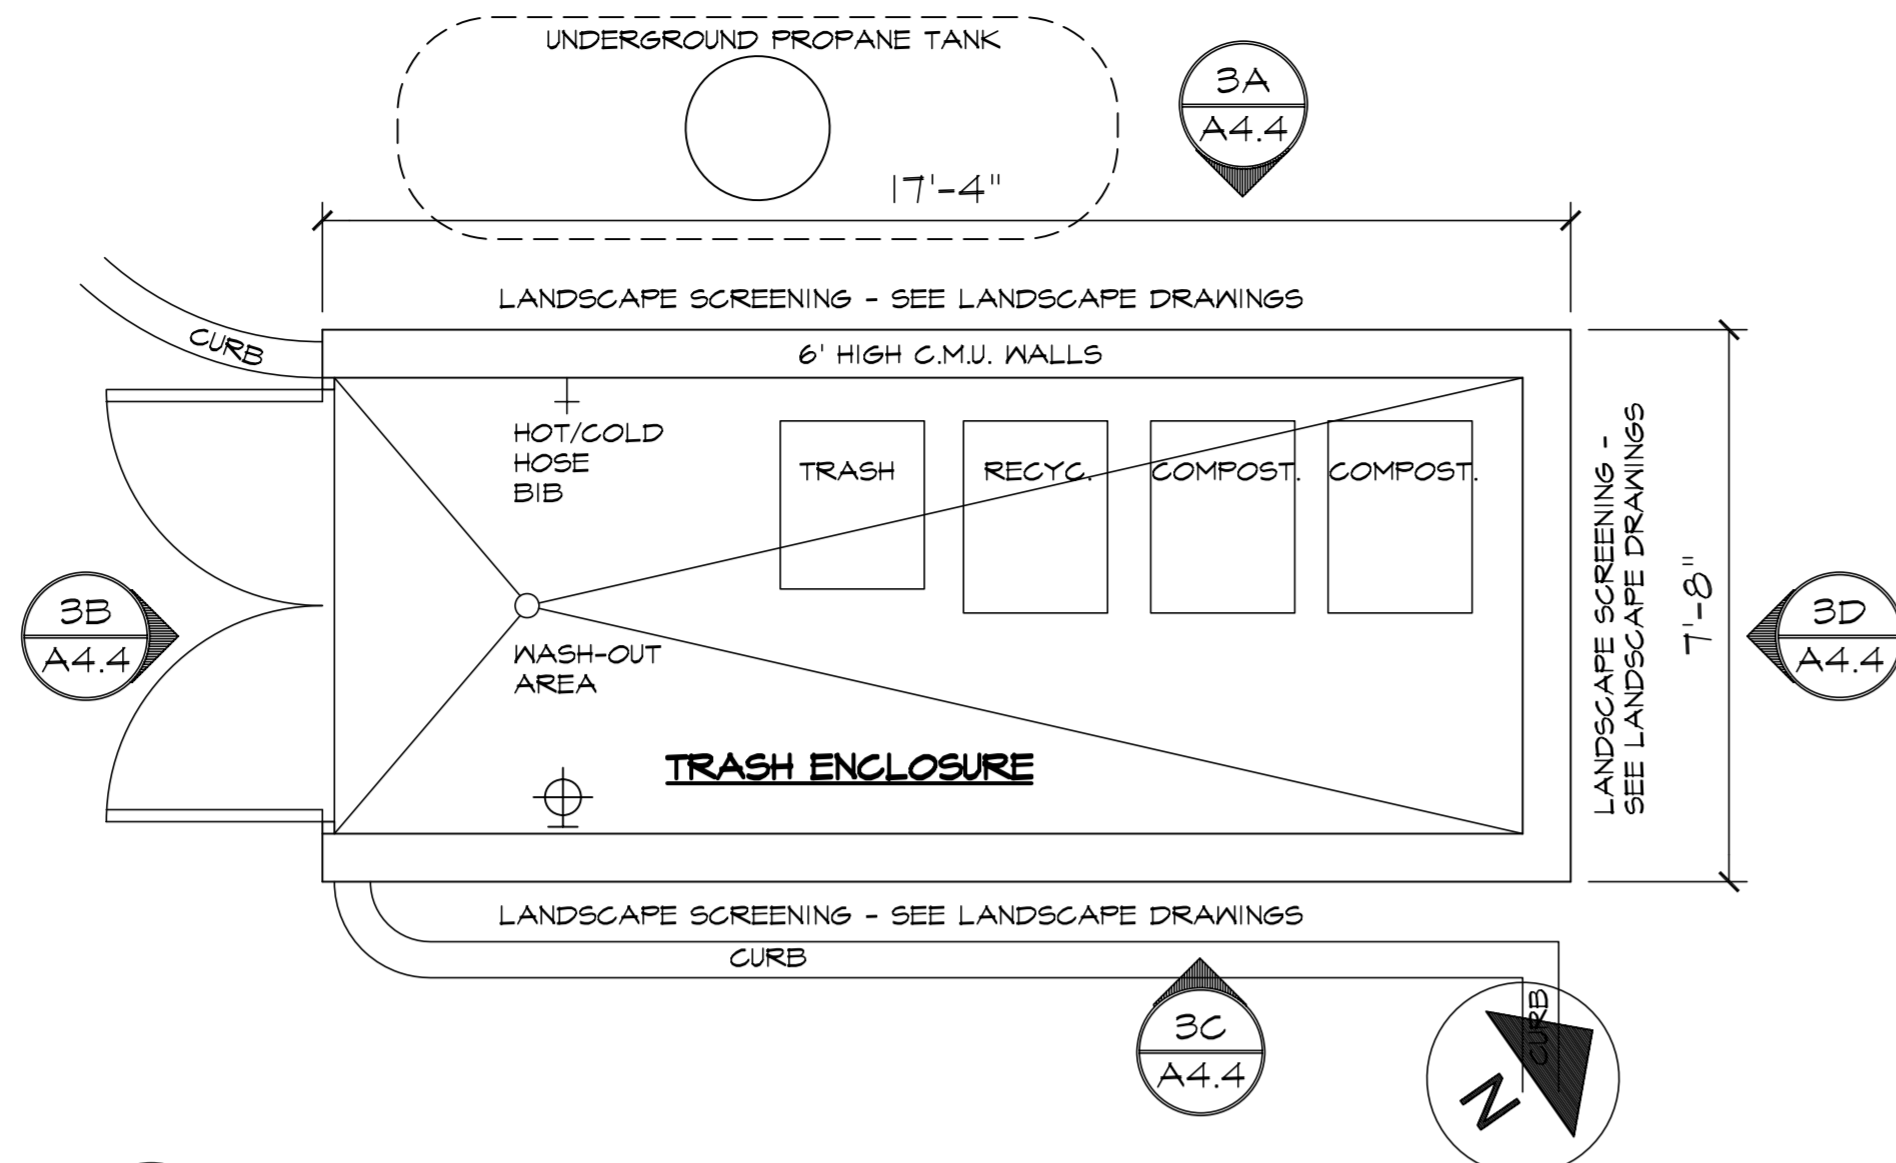 UNDERGROUND PROPANE TANK
3A
A4.4
17'-4"
LANDSCAPE SCREENING - SEE LANDSCAPE DRAWINGS
CURB
6' HIGH C.M.U. WALLS
HOT/COLD
HOSE
BIB
TRASH
RECYC.
COMPOST.
COMPOST.
LANDSCAPE SCREENING -
SEE LANDSCAPE DRAWINGS
7'-8"
3B
A4.4
3D
A4.4
WASH-OUT
AREA
TRASH ENCLOSURE
LANDSCAPE SCREENING - SEE LANDSCAPE DRAWINGS
CURB
3C
A4.4
CURB
N